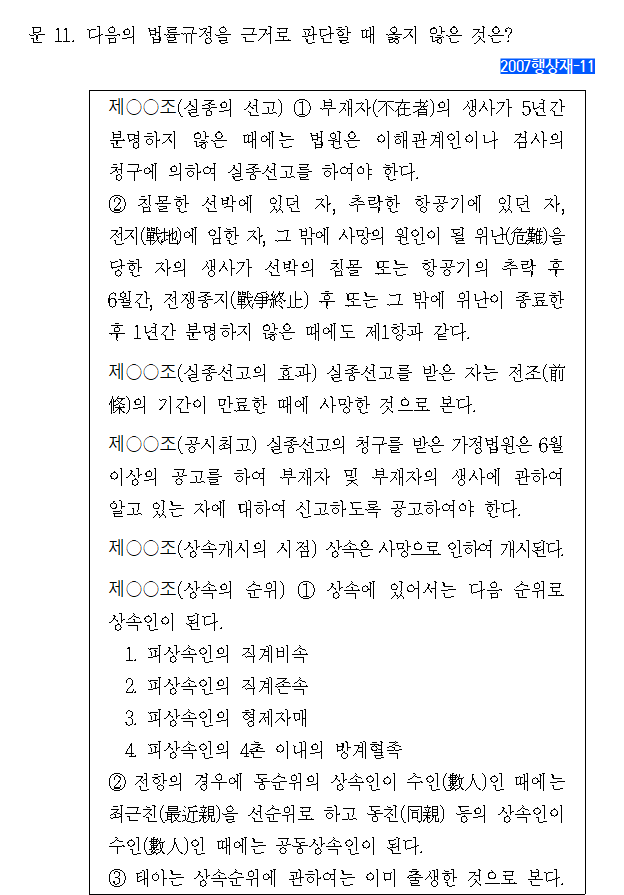 문 11. 다음의 법률규정을 근거로 판단할 때 옳지 않은 것은?
2007행상재-11
제○○조(실종의 선고) ① 부재자(不在者)의 생사가 5년간
분명하지 않은 때에는 법원은 이해관계인이나 검사의
청구에 의하여 실종선고를 하여야 한다.
② 침몰한 선박에 있던 자, 추락한 항공기에 있던 자,
전지(戰地)에 임한 자, 그 밖에 사망의 원인이 될 위난(危難)을
당한 자의 생사가 선박의 침몰 또는 항공기의 추락 후
6월간, 전쟁종지(戰爭終止) 후 또는 그 밖에 위난이 종료한
후 1년간 분명하지 않은 때에도 제1항과 같다.
제○○조(실종선고의 효과) 실종선고를 받은 자는 전조(前
條)의 기간이 만료한 때에 사망한 것으로 본다.
제○○조(공시최고) 실종선고의 청구를 받은 가정법원은 6월
이상의 공고를 하여 부재자 및 부재자의 생사에 관하여
알고 있는 자에 대하여 신고하도록 공고하여야 한다.
제○○조(상속개시의 시점) 상속은 사망으로 인하여 개시된다.
제○○조(상속의 순위) ① 상속에 있어서는 다음 순위로
상속인이 된다.
1. 피상속인의 직계비속
2. 피상속인의 직계존속
3. 피상속인의 형제자매
4. 피상속인의 4촌 이내의 방계혈족
② 전항의 경우에 동순위의 상속인이 수인(數人)인 때에는
최근친(最近親)을 선순위로 하고 동친(同親) 등의 상속인이
수인(數人)인 때에는 공동상속인이 된다.
③ 태아는 상속순위에 관하여는 이미 출생한 것으로 본다.